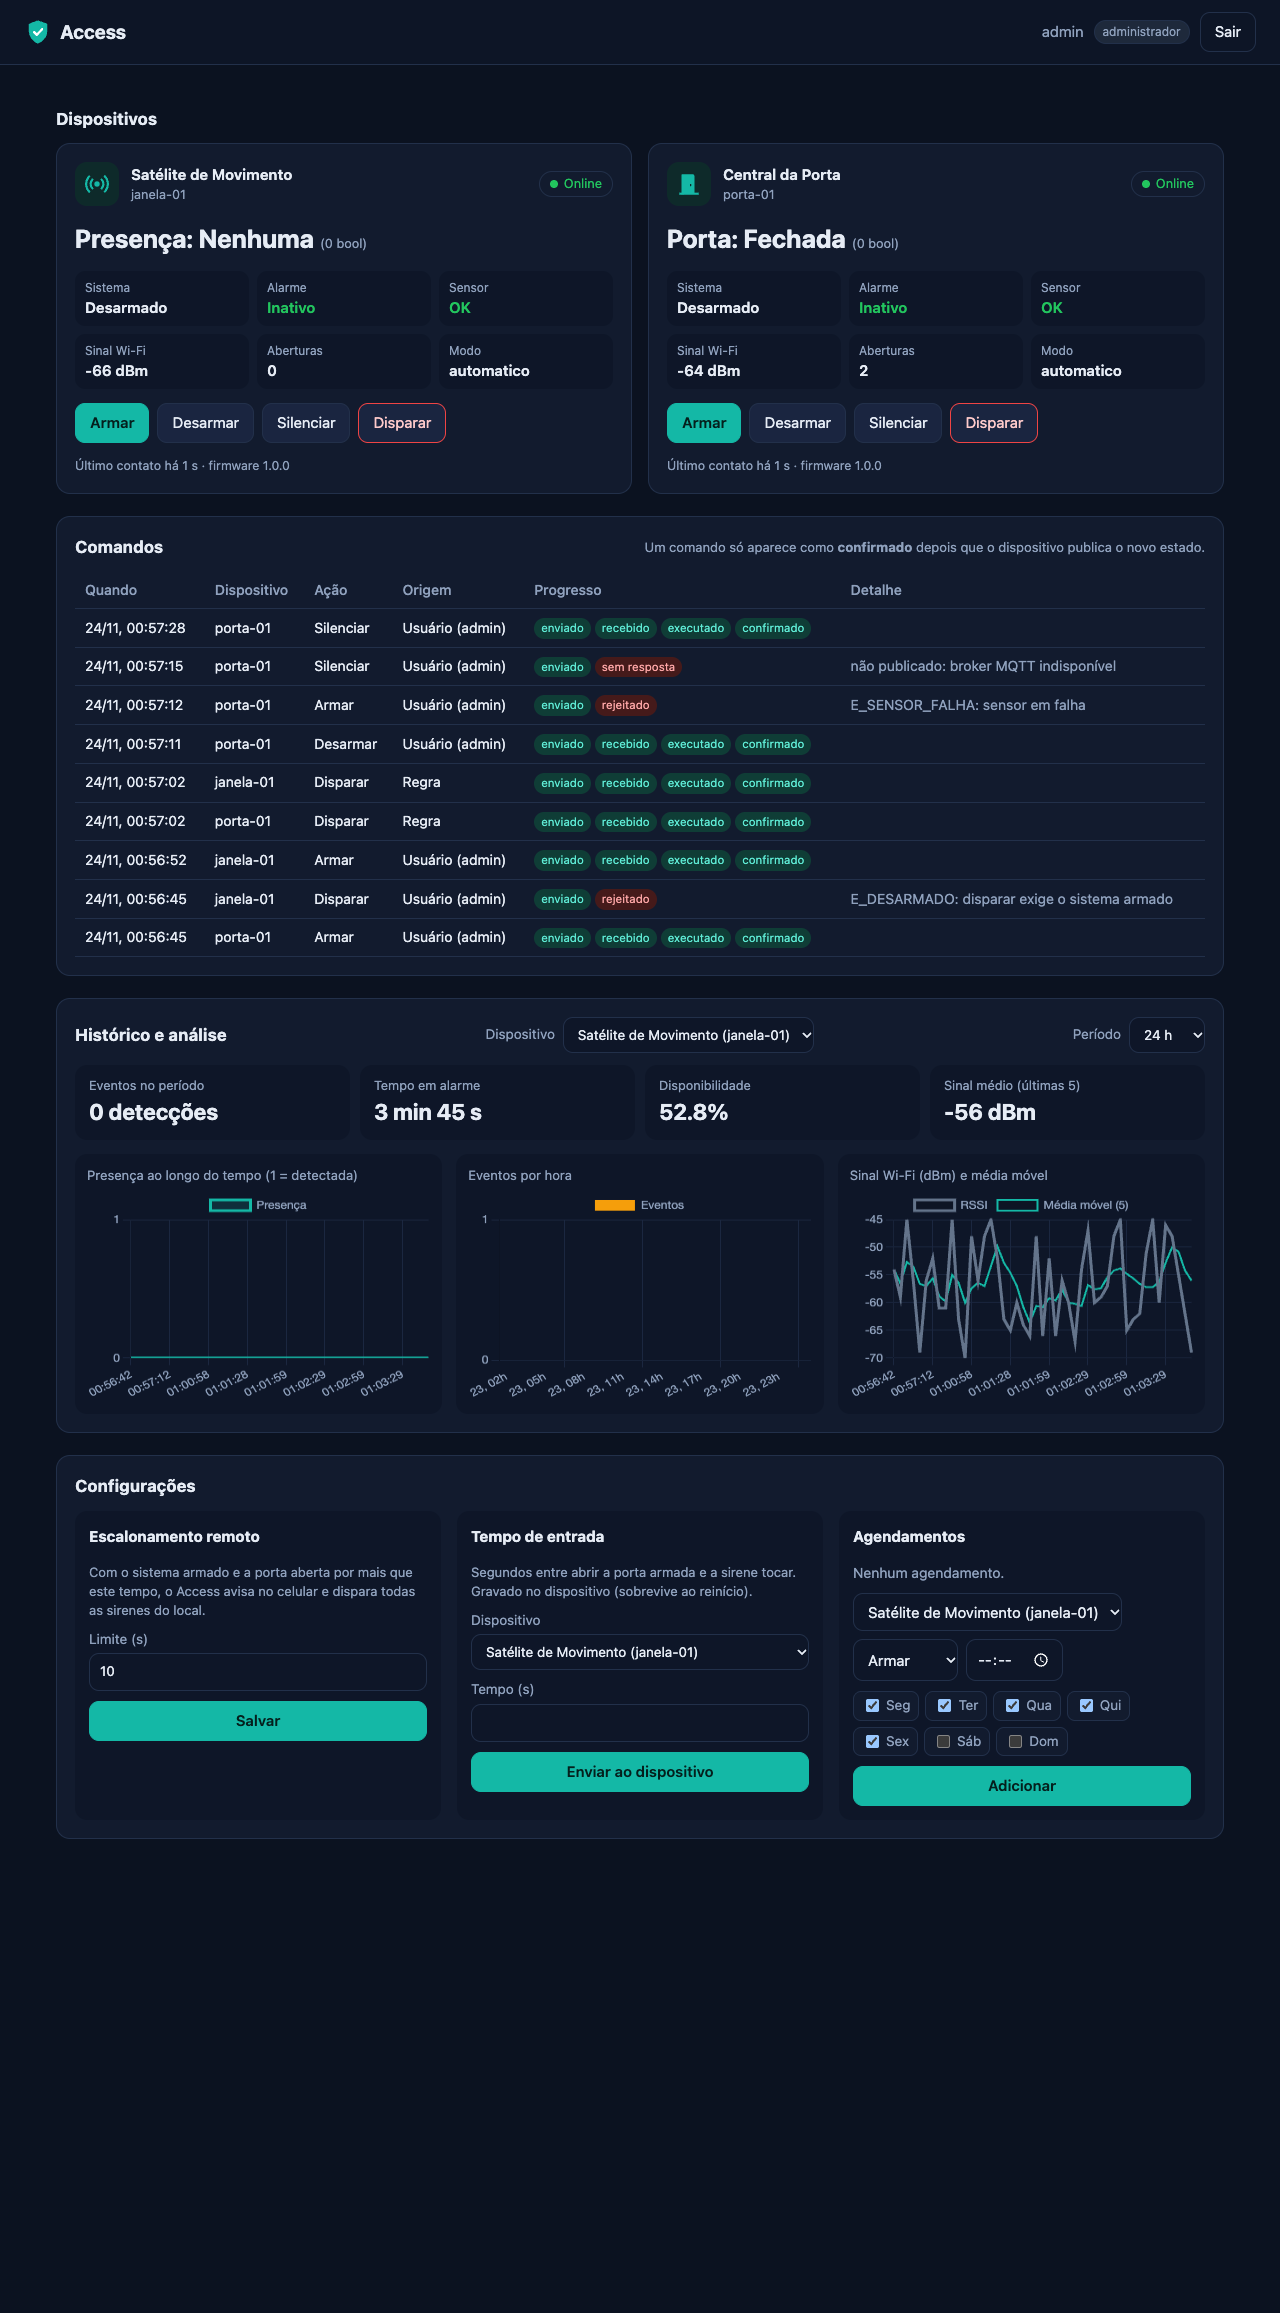 Access
admin administrador Sair
Dispositivos
Satélite de Movimento
janela-01
Online
Presença: Nenhuma (0 bool)
Sistema Alarme Sensor
Desarmado Inativo OK
Sinal Wi-Fi Aberturas Modo
-66 dBm 0 automatico
Armar Desarmar Silenciar Disparar
Último contato há 1 s · firmware 1.0.0
Central da Porta
porta-01
Online
Porta: Fechada (0 bool)
Sistema Alarme Sensor
Desarmado Inativo OK
Sinal Wi-Fi Aberturas Modo
-64 dBm 2 automatico
Armar Desarmar Silenciar Disparar
Último contato há 1 s · firmware 1.0.0
Comandos
Um comando só aparece como confirmado depois que o dispositivo publica o novo estado.
Quando Dispositivo Ação Origem Progresso Detalhe
24/11, 00:57:28 porta-01 Silenciar Usuário (admin) enviado recebido executado confirmado
24/11, 00:57:15 porta-01 Silenciar Usuário (admin) enviado sem resposta não publicado: broker MQTT indisponível
24/11, 00:57:12 porta-01 Armar Usuário (admin) enviado rejeitado E_SENSOR_FALHA: sensor em falha
24/11, 00:57:11 porta-01 Desarmar Usuário (admin) enviado recebido executado confirmado
24/11, 00:57:02 janela-01 Disparar Regra enviado recebido executado confirmado
24/11, 00:57:02 porta-01 Disparar Regra enviado recebido executado confirmado
24/11, 00:56:52 janela-01 Armar Usuário (admin) enviado recebido executado confirmado
24/11, 00:56:45 janela-01 Disparar Usuário (admin) enviado rejeitado E_DESARMADO: disparar exige o sistema armado
24/11, 00:56:45 porta-01 Armar Usuário (admin) enviado recebido executado confirmado
Histórico e análise
Dispositivo Satélite de Movimento (janela-01)
Período 24 h
Eventos no período
0 detecções
Tempo em alarme
3 min 45 s
Disponibilidade
52.8%
Sinal médio (últimas 5)
-56 dBm
Presença ao longo do tempo (1 = detectada)
Presença
1
0
00:56:42 00:57:12 01:00:58 01:01:28 01:01:59 01:02:29 01:02:59 01:03:29
Eventos por hora
Eventos
1
0
23, 02h 23, 05h 23, 08h 23, 11h 23, 14h 23, 17h 23, 20h 23, 23h
Sinal Wi-Fi (dBm) e média móvel
RSSI Média móvel (5)
-45
-50
-55
-60
-65
-70
00:56:42 00:57:12 01:00:58 01:01:28 01:01:59 01:02:29 01:02:59 01:03:29
Configurações
Escalonamento remoto
Com o sistema armado e a porta aberta por mais que
este tempo, o Access avisa no celular e dispara todas
as sirenes do local.
Limite (s)
10
Salvar
Tempo de entrada
Segundos entre abrir a porta armada e a sirene tocar.
Gravado no dispositivo (sobrevive ao reinício).
Dispositivo
Satélite de Movimento (janela-01)
Tempo (s)
Enviar ao dispositivo
Agendamentos
Nenhum agendamento.
Satélite de Movimento (janela-01)
Armar --:--
Seg Ter Qua Qui
Sex Sáb Dom
Adicionar